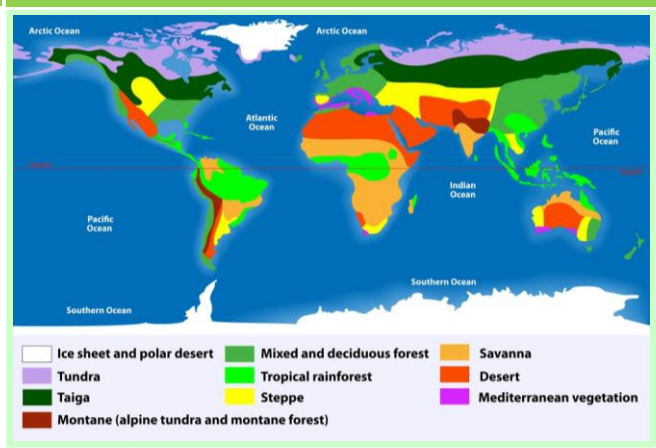 Arctic Ocean
Arctic Ocean
Atlantic
Ocean
Pacific
Ocean
Indian
Ocean
Pacific
Ocean
Southern Ocean
Southern Ocean
Ice sheet and polar desert
Mixed and deciduous forest
Savanna
Tundra
Tropical rainforest
Desert
Taiga
Steppe
Mediterranean vegetation
Montane (alpine tundra and montane forest)